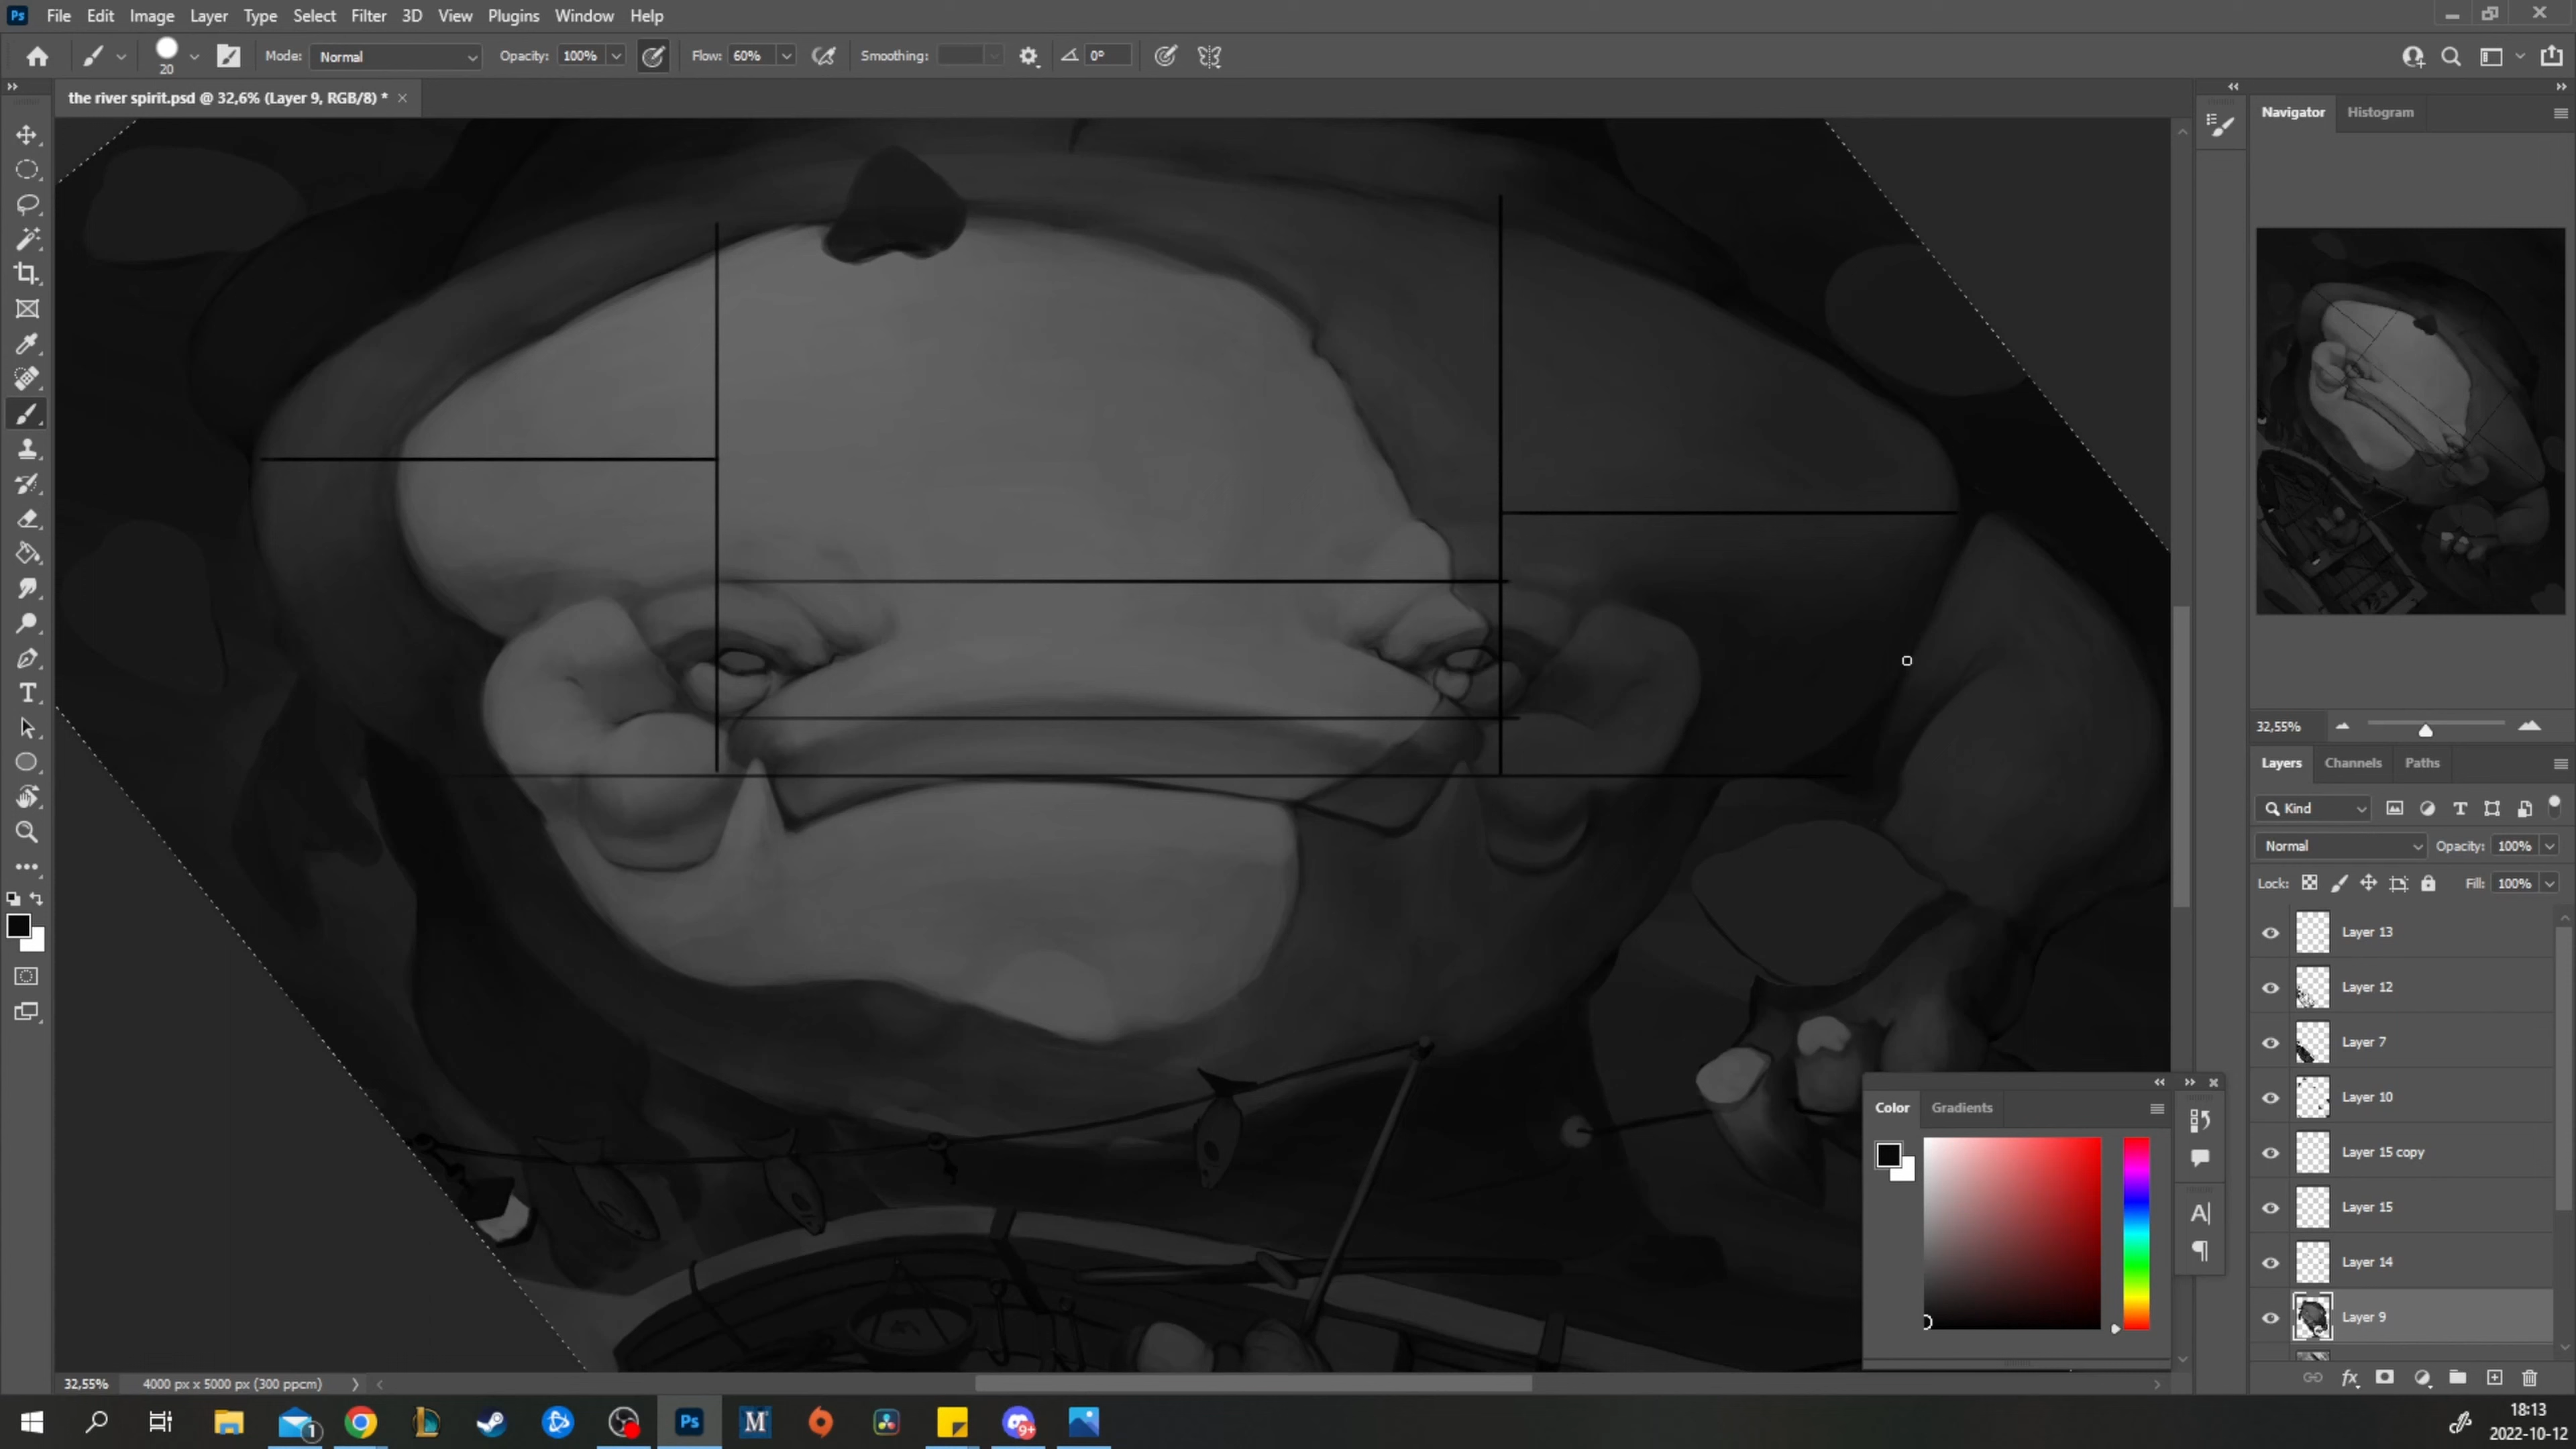 Ps File Edit Image Layer Type Select Filter 3D View Plugins Window Help
20 Mode: Normal Opacity: 100% Flow: 60% Smoothing: 0°
the river spirit.psd @ 32,6% (Layer 9, RGB/8) *
Navigator Histogram
32,55%
Layers Channels Paths
Kind
Normal Opacity: 100%
Lock: Fill: 100%
Layer 13
Layer 12
Layer 7
Layer 10
Layer 15 copy
Layer 15
Layer 14
Layer 9
Color Gradients
32,55% 4000 px x 5000 px (300 ppcm)
1 Ps M 9+
18:13
2022-10-12